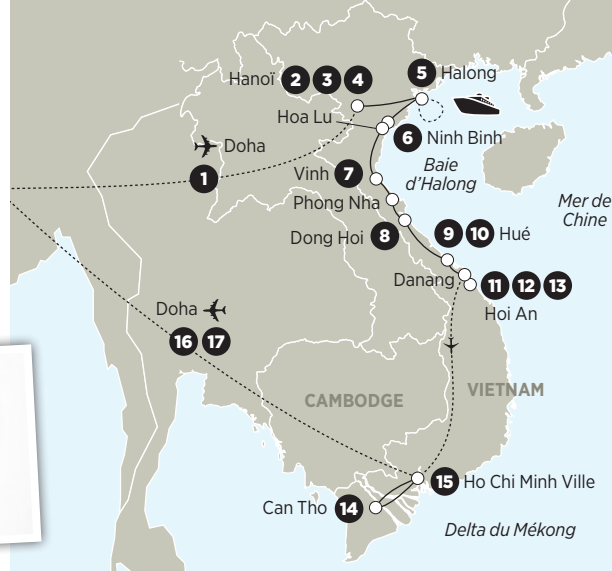 Hanoï 2 3 4
5 Halong
Hoa Lu
6 Ninh Binh
Doha
1
Baie
d'Halong
Vinh 7
Mer de
Chine
Phong Nha
Dong Hoi 8
9 10 Hué
Danang
11 12 13
Hoi An
Doha
16 17
CAMBODGE
VIETNAM
15 Ho Chi Minh Ville
Can Tho 14
Delta du Mékong